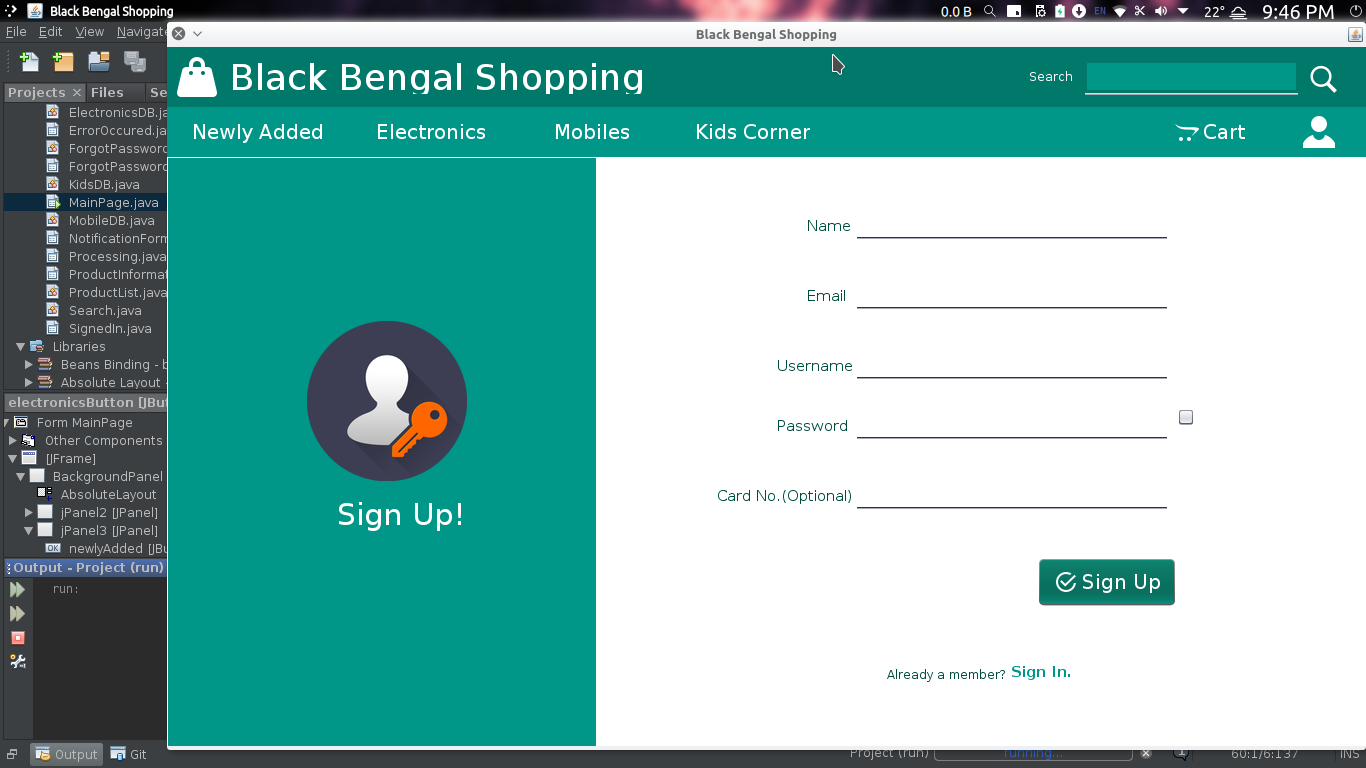 Black Bengal Shopping
0.0 B
EN
22°
9:46 PM
File Edit View Navigate
Black Bengal Shopping
Projects × Files
ElectronicsDB.ja
ErrorOccured.ja
ForgotPassword
ForgotPassword
KidsDB.java
MainPage.java
MobileDB.java
NotificationForm
Processing.java
ProductInformat
ProductList.java
Search.java
SignedIn.java
Libraries
Beans Binding - b
Absolute Layout -
electronicsButton [JBut
Form MainPage
Other Components
[JFrame]
BackgroundPanel
AbsoluteLayout
jPanel2 [JPanel]
jPanel3 [JPanel]
OK newlyAdded [JBu
Output - Project (run)
run:
Output Git
Black Bengal Shopping
Search
Newly Added Electronics Mobiles Kids Corner Cart
Sign Up!
Name
Email
Username
Password
Card No.(Optional)
Sign Up
Already a member? Sign In.
Project (run) running... 60:1/6:137 INS